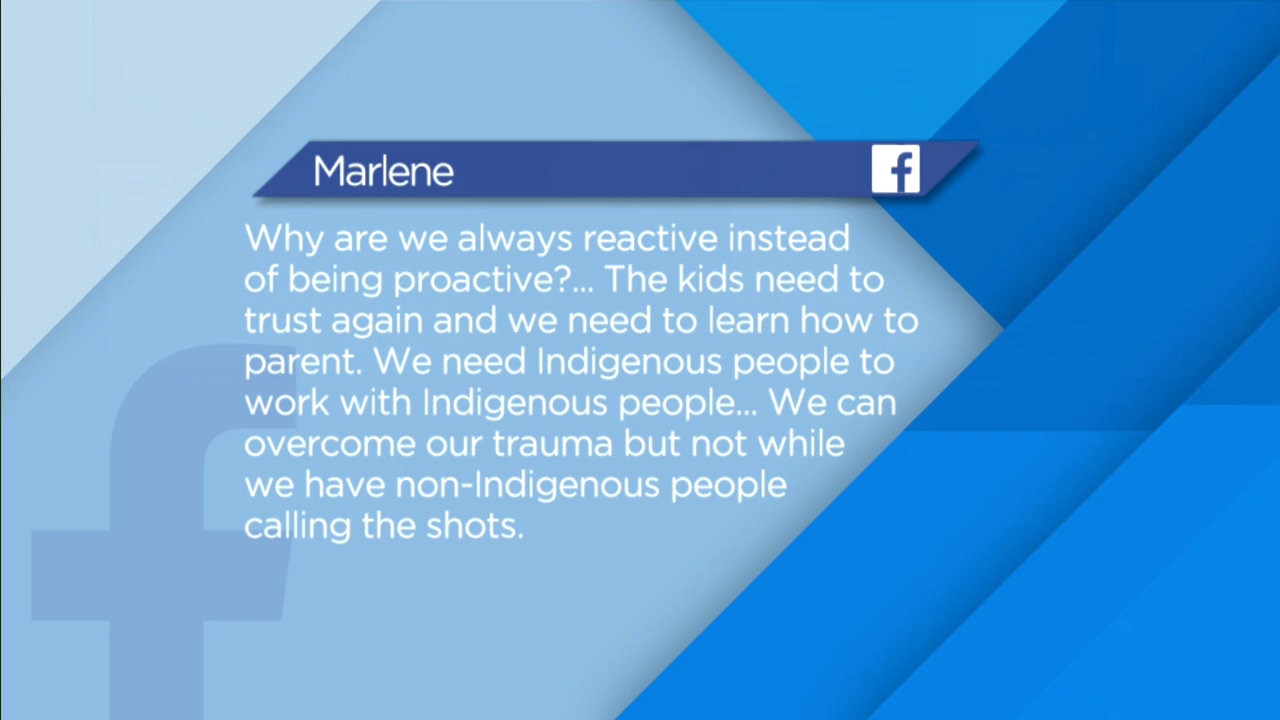 Marlene
Why are we always reactive instead
of being proactive?... The kids need to
trust again and we need to learn how to
parent. We need Indigenous people to
work with Indigenous people... We can
overcome our trauma but not while
we have non-Indigenous people
calling the shots.